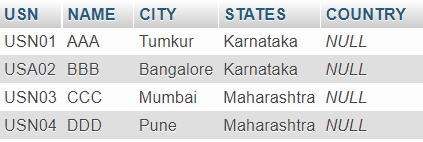 USN NAME CITY STATES COUNTRY
USN01 AAA Tumkur Karnataka NULL
USA02 BBB Bangalore Karnataka NULL
USN03 CCC Mumbai Maharashtra NULL
USN04 DDD Pune Maharashtra NULL